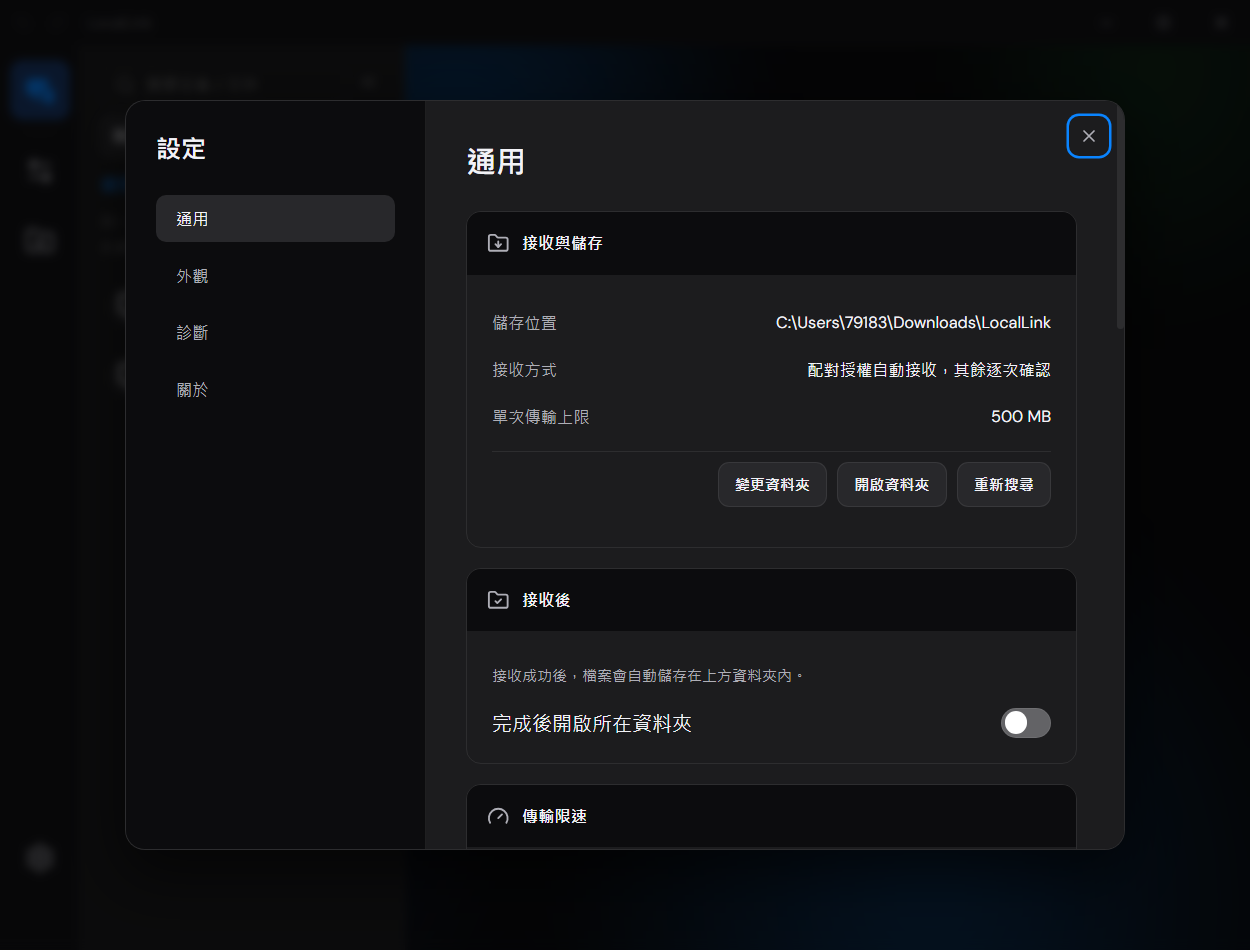 設定
通用
外觀
診斷
關於
通用
接收與儲存
儲存位置
C:\Users\79183\Downloads\LocalLink
接收方式
配對授權自動接收，其餘逐次確認
單次傳輸上限
500 MB
變更資料夾
開啟資料夾
重新搜尋
接收後
接收成功後，檔案會自動儲存在上方資料夾內。
完成後開啟所在資料夾
傳輸限速